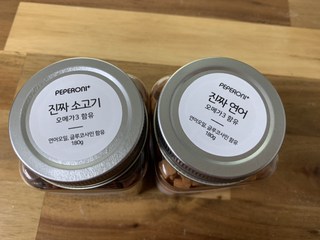 PEPERONI+
진짜 소고기
오메가3 함유
연어오일, 글루코사민 함유
180g
PEPERONI+
진짜 연어
오메가3 함유
연어오일, 글루코사민 함유
180g